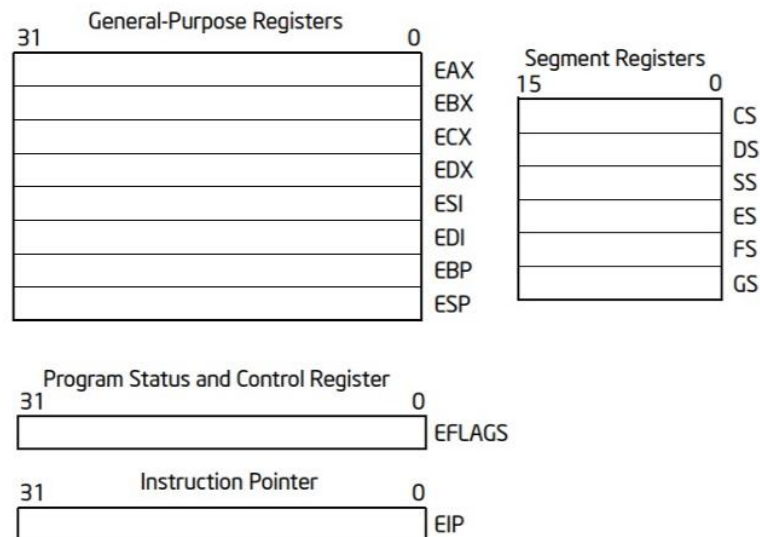 General-Purpose Registers
31 0
EAX
EBX
ECX
EDX
ESI
EDI
EBP
ESP
Segment Registers
15 0
CS
DS
SS
ES
FS
GS
Program Status and Control Register
31 0
EFLAGS
Instruction Pointer
31 0
EIP